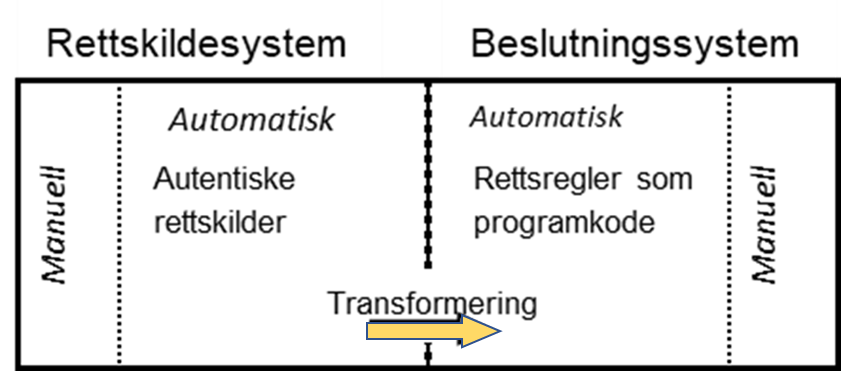 Rettskildesystem
Beslutningssystem
Automatisk
Automatisk
Manuell
Autentiske
rettskilder
Rettsregler som
programkode
Manuell
Transformering